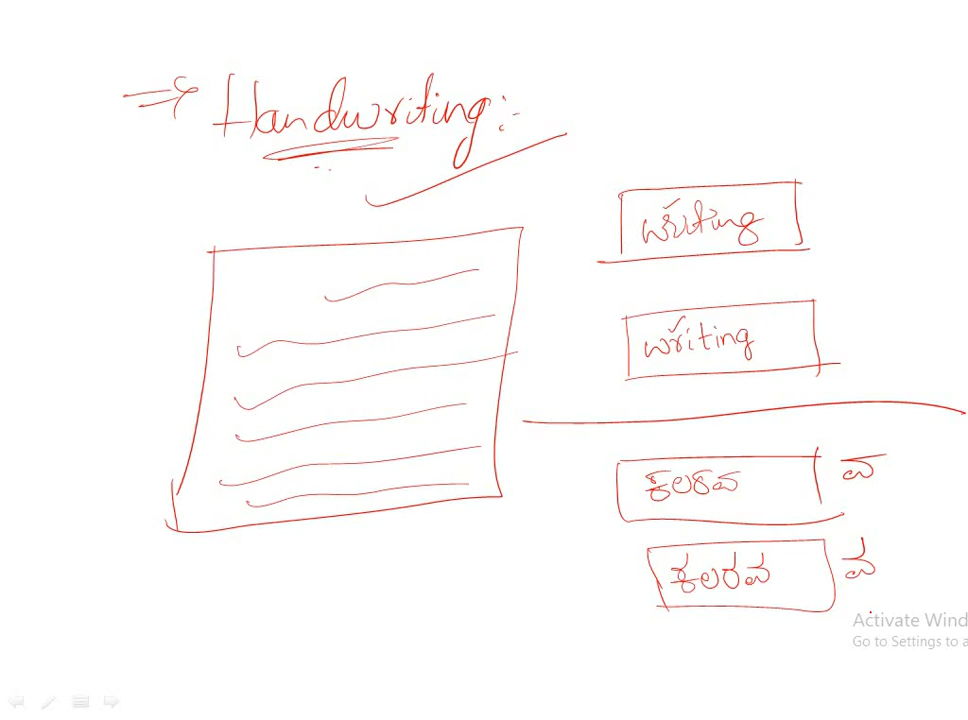 ⇒ Handwriting :-
writing
writing
ಕಲರವ ವ
ಕಲರವ ವ
Activate Wind
Go to Settings to a